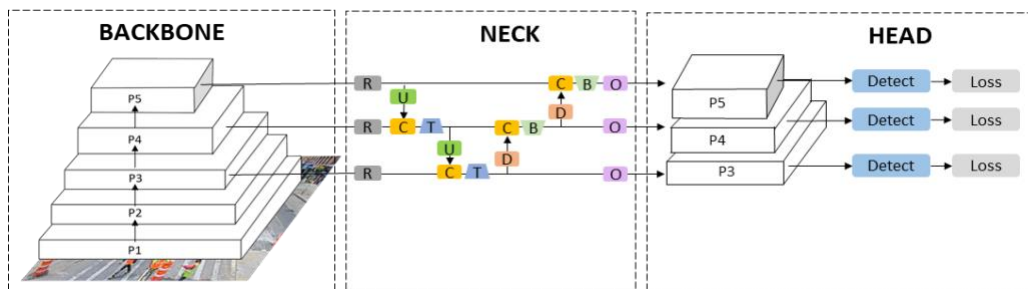 BACKBONE
NECK
HEAD
P5
P4
P3
P2
P1
R
U
C
B
O
R
C
T
C
B
D
O
U
R
C
T
D
O
P5
P4
P3
Detect
Loss
Detect
Loss
Detect
Loss